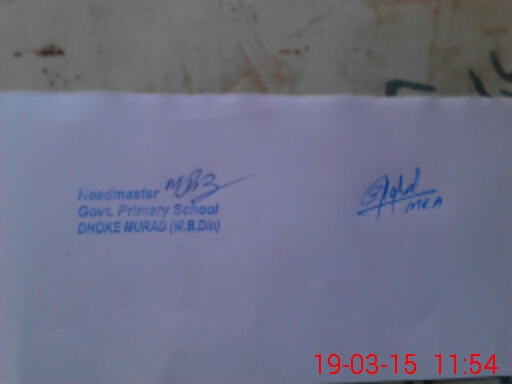 Headmaster
Govt. Primary School
DHOKE MURAD (M.B.Din)
MEA
19-03-15 11:54